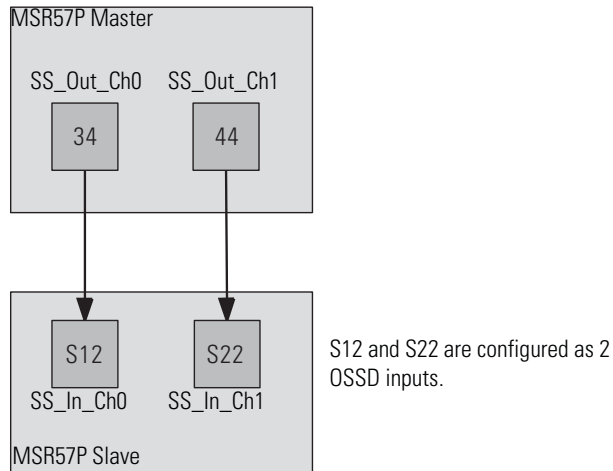 MSR57P Master
SS_Out_Ch0 SS_Out_Ch1
34 44
S12 S22
SS_In_Ch0 SS_In_Ch1
MSR57P Slave
S12 and S22 are configured as 2
OSSD inputs.